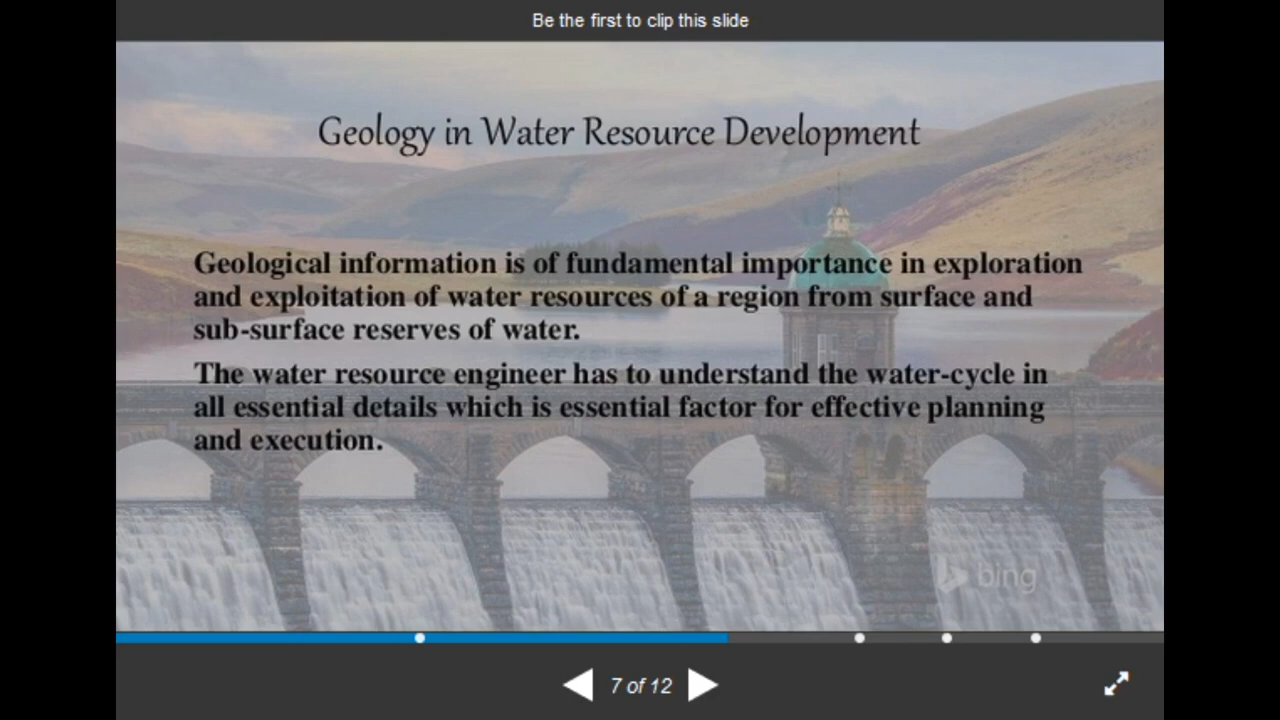 Be the first to clip this slide
Geology in Water Resource Development
Geological information is of fundamental importance in exploration
and exploitation of water resources of a region from surface and
sub-surface reserves of water.
The water resource engineer has to understand the water-cycle in
all essential details which is essential factor for effective planning
and execution.
bing
7 of 12